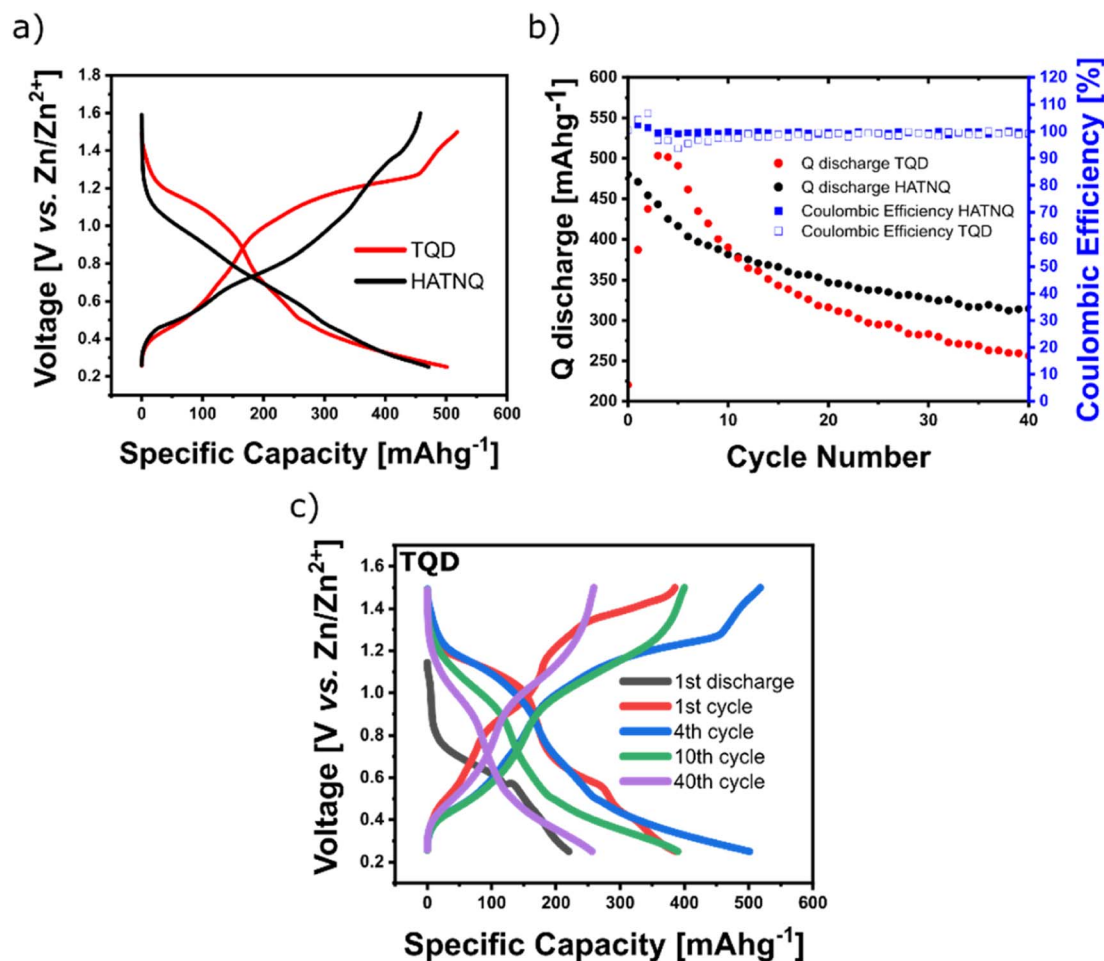 a)
Voltage [V vs. Zn/Zn2+]
1.8
1.6
1.4
1.2
1.0
0.8
0.6
0.4
0.2
TQD
HATNQ
0 100 200 300 400 500 600
Specific Capacity [mAhg-1]
b)
Q discharge [mAhg-1]
600
550
500
450
400
350
300
250
200
Q discharge TQD
Q discharge HATNQ
Coulombic Efficiency HATNQ
Coulombic Efficiency TQD
120
110
100
90
80
70
60
50
40
30
20
10
0
Coulombic Efficiency [%]
0 10 20 30 40
Cycle Number
c)
TQD
Voltage [V vs. Zn/Zn2+]
1.6
1.4
1.2
1.0
0.8
0.6
0.4
0.2
1st discharge
1st cycle
4th cycle
10th cycle
40th cycle
0 100 200 300 400 500 600
Specific Capacity [mAhg-1]